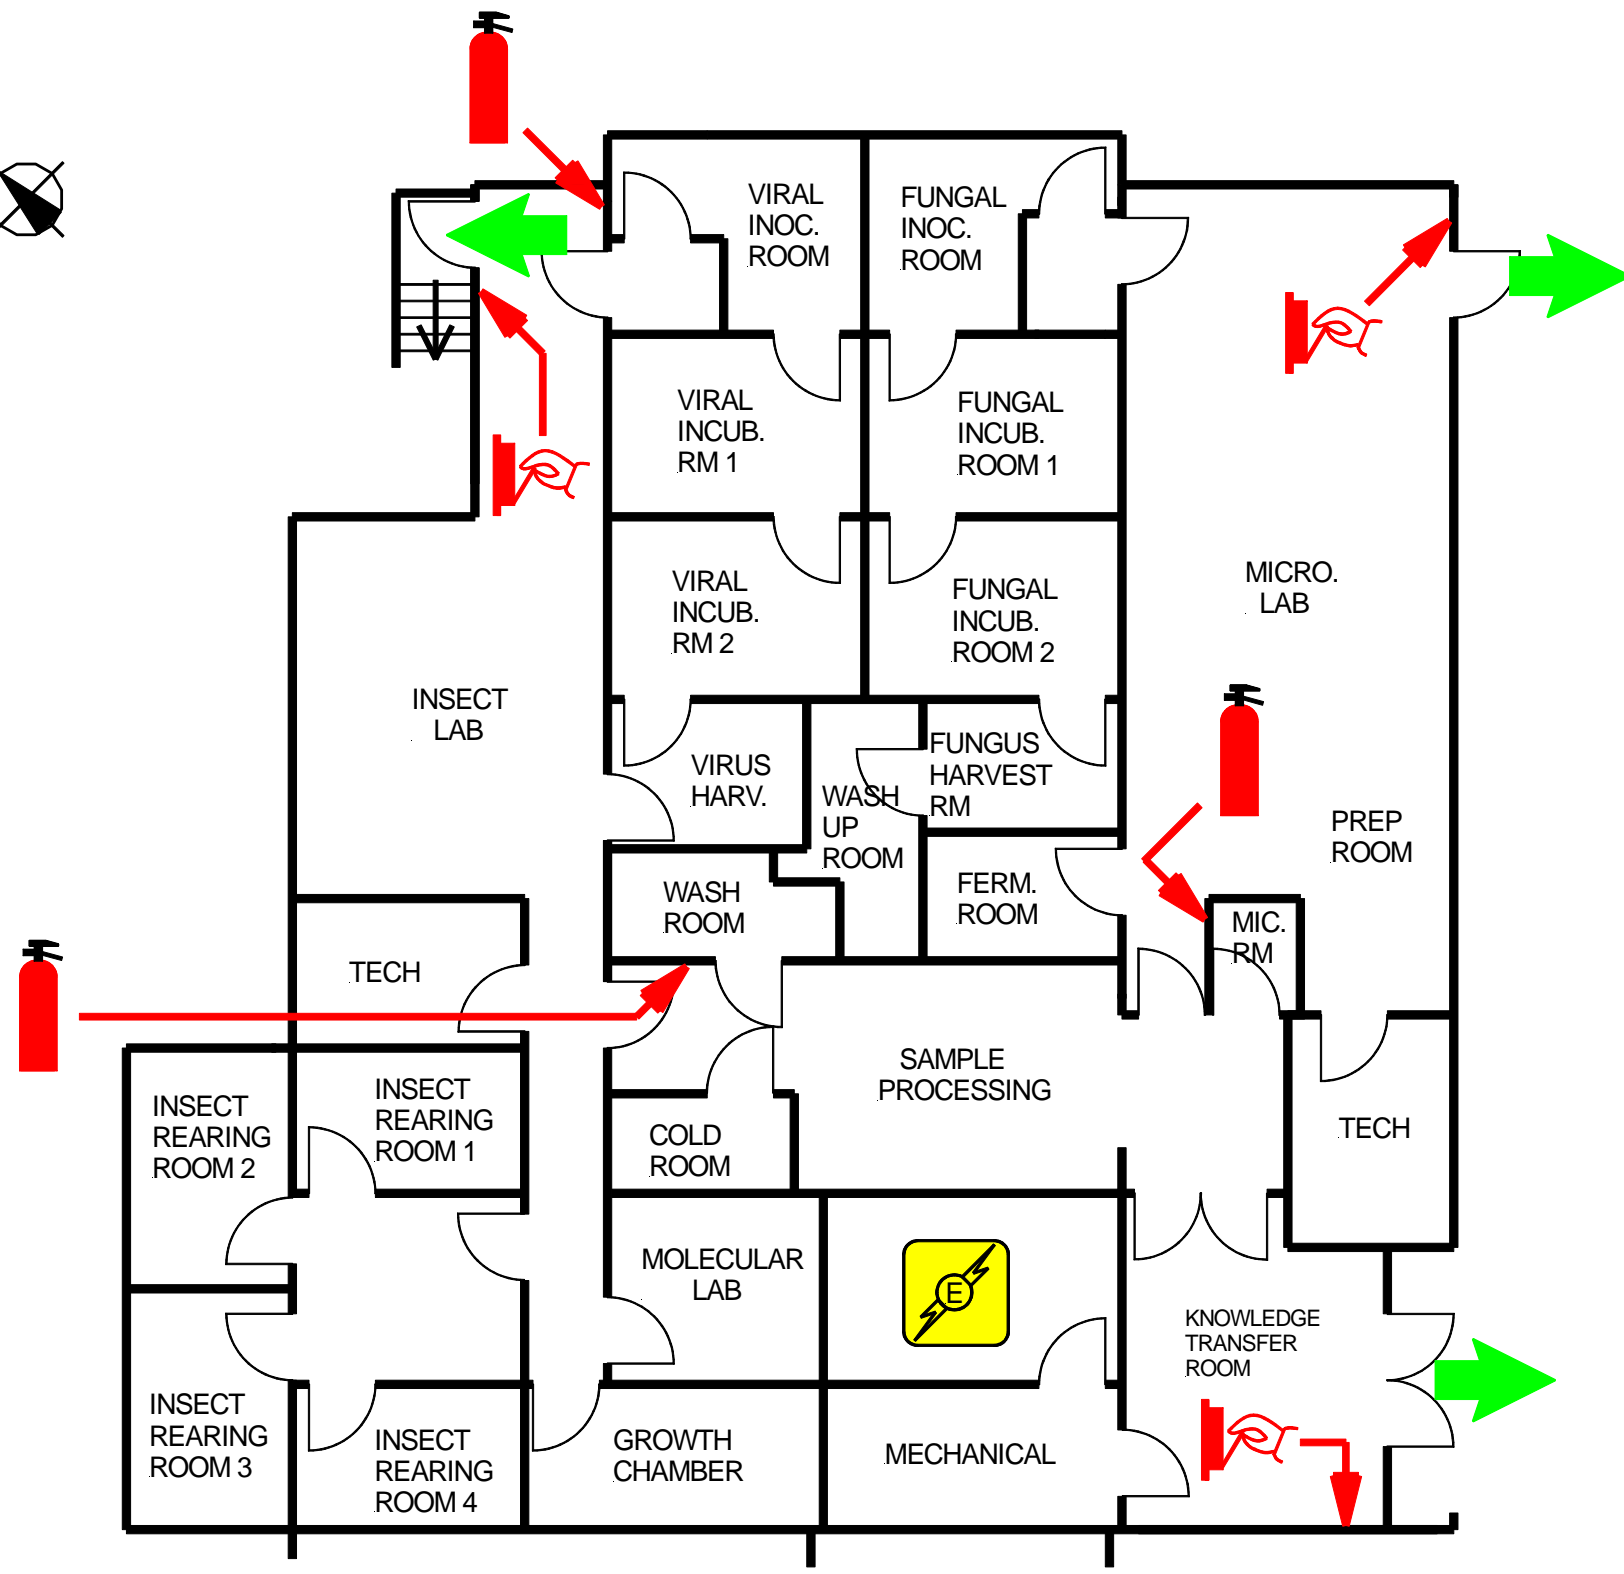 VIRAL
INOC.
ROOM
FUNGAL
INOC.
ROOM
VIRAL
INCUB.
RM 1
FUNGAL
INCUB.
ROOM 1
VIRAL
INCUB.
RM 2
FUNGAL
INCUB.
ROOM 2
MICRO.
LAB
INSECT
LAB
VIRUS
HARV.
WASH
UP
ROOM
FUNGUS
HARVEST
RM
PREP
ROOM
WASH
ROOM
FERM.
ROOM
MIC.
RM
TECH
SAMPLE
PROCESSING
TECH
INSECT
REARING
ROOM 2
INSECT
REARING
ROOM 1
COLD
ROOM
MOLECULAR
LAB
E
KNOWLEDGE
TRANSFER
ROOM
INSECT
REARING
ROOM 3
INSECT
REARING
ROOM 4
GROWTH
CHAMBER
MECHANICAL